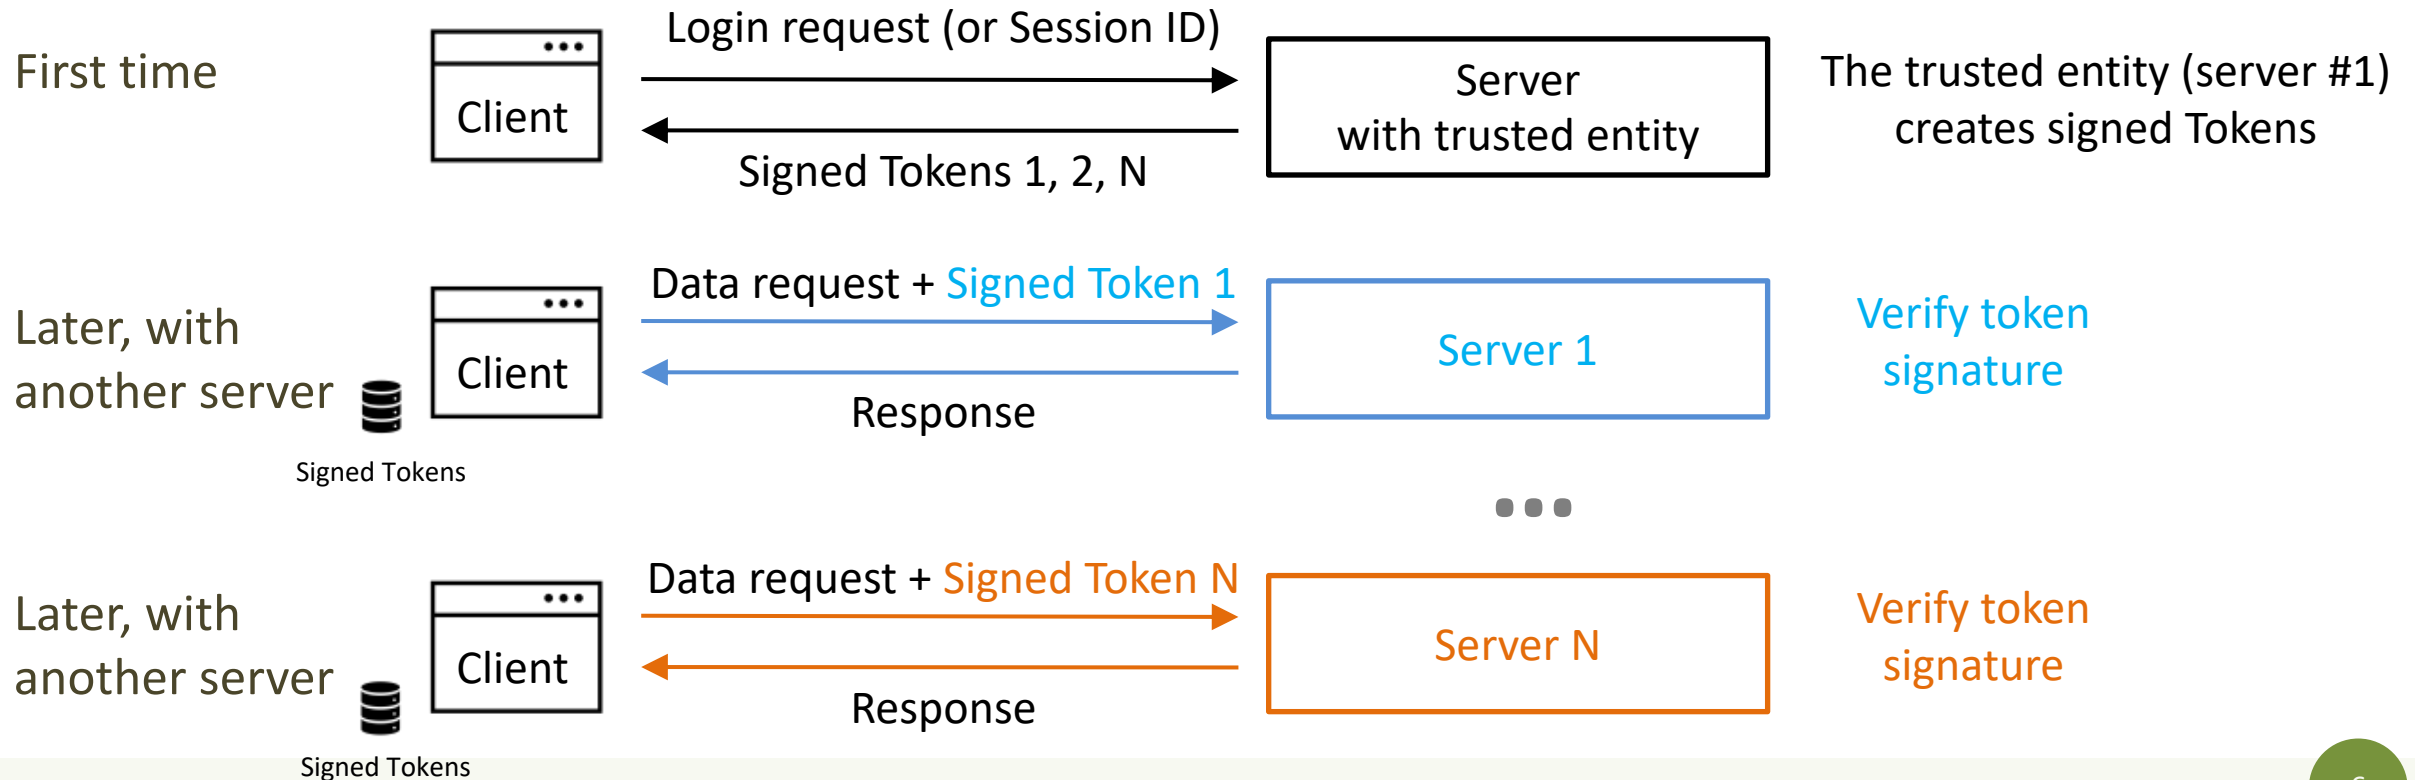 First time
Client
Login request (or Session ID)
Signed Tokens 1, 2, N
Server
with trusted entity
The trusted entity (server #1)
creates signed Tokens
Later, with
another server
Signed Tokens
Client
Data request + Signed Token 1
Response
Server 1
Verify token
signature
Later, with
another server
Signed Tokens
Client
Data request + Signed Token N
Response
Server N
Verify token
signature